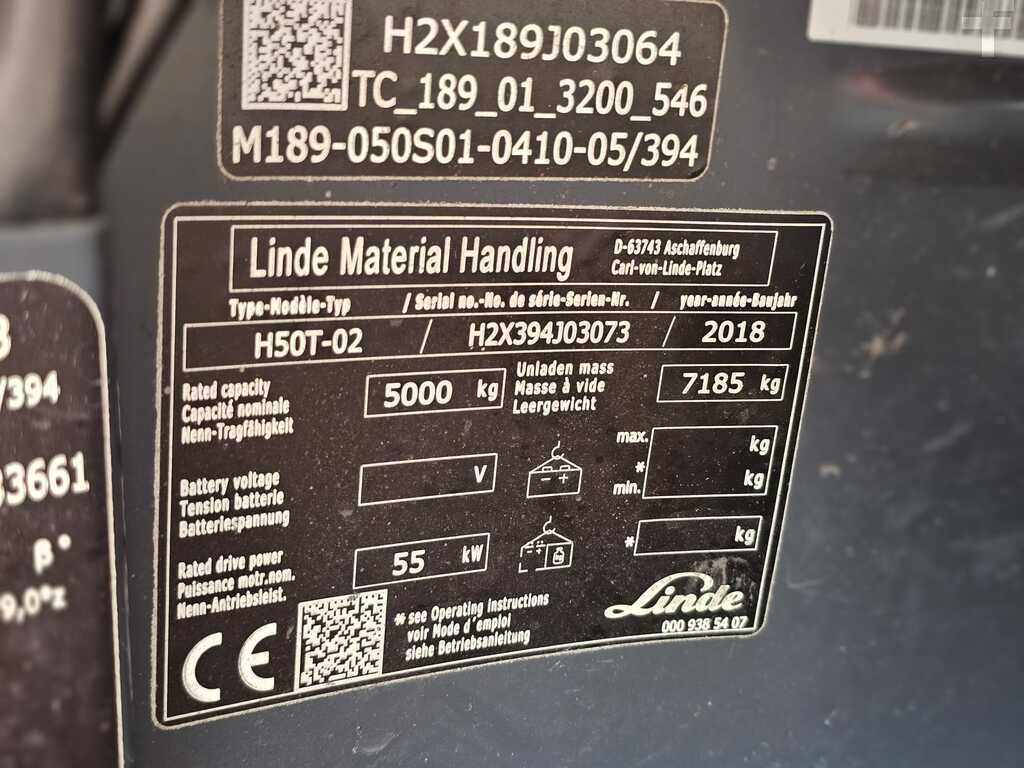 H2X189J03064
TC_189_01_3200_546
M189-050S01-0410-05/394
Linde Material Handling
D-63743 Aschaffenburg
Carl-von-Linde-Platz
Type-Modèle-Typ / Serial no.-No. de série-Serien-Nr. / year-année-Baujahr
H50T-02 / H2X394J03073 / 2018
Rated capacity
Capacité nominale
Nenn-Tragfähigkeit
5000 kg
Unladen mass
Masse à vide
Leergewicht
7185 kg
Battery voltage
Tension batterie
Batteriespannung
V
max. kg
*
min. kg
Rated drive power
Puissance motr.nom.
Nenn-Antriebsleist.
55 kW
* kg
CE
* see Operating Instructions
voir Mode d'emploi
siehe Betriebsanleitung
Linde
000 938 54 07
/394
33661
β°
9,0°z